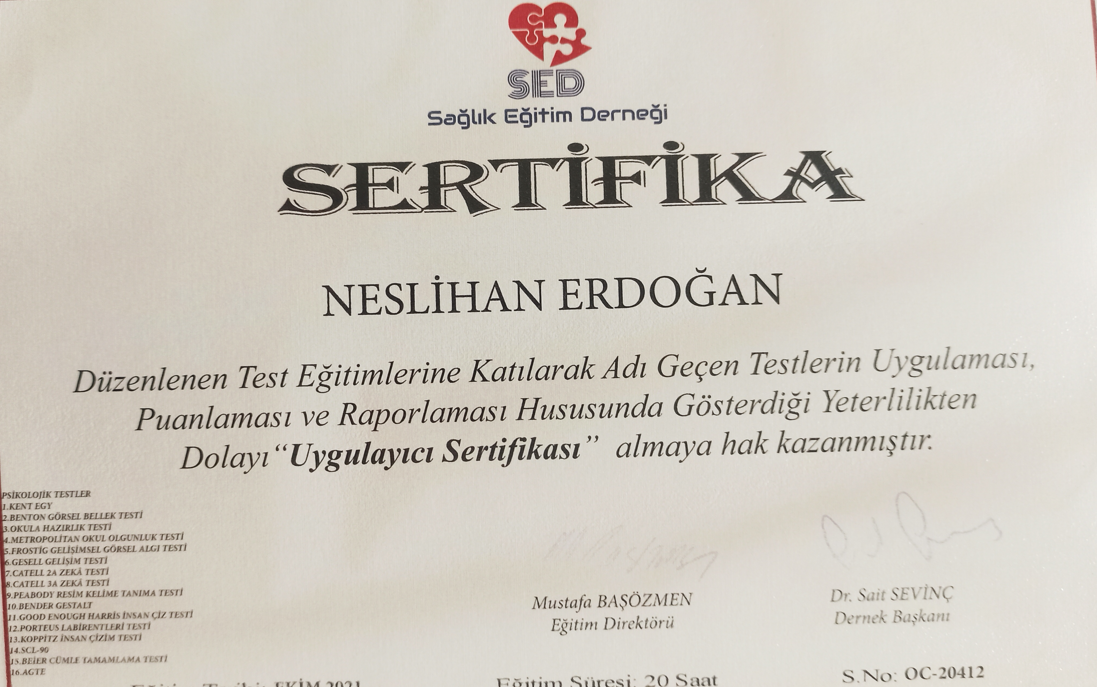 SED
Sağlık Eğitim Derneği
SERTİFİKA
NESLİHAN ERDOĞAN
Düzenlenen Test Eğitimlerine Katılarak Adı Geçen Testlerin Uygulaması,
Puanlaması ve Raporlaması Hususunda Gösterdiği Yeterlilikten
Dolayı “Uygulayıcı Sertifikası” almaya hak kazanmıştır.
PSİKOLOJİK TESTLER
1.KENT EGY
2.BENTON GÖRSEL BELLEK TESTİ
3.OKULA HAZIRLIK TESTİ
4.METROPOLİTAN OKUL OLGUNLUK TESTİ
5.FROSTİG GELİŞİMSEL GÖRSEL ALGI TESTİ
6.GESELL GELİŞİM TESTİ
7.CATELL 2A ZEKÂ TESTİ
8.CATELL 3A ZEKÂ TESTİ
9.PEABODY RESİM KELİME TANIMA TESTİ
10.BENDER GESTALT
11.GOOD ENOUGH HARRİS İNSAN ÇİZ TESTİ
12.PORTEUS LABİRENTLERİ TESTİ
13.KOPPİTZ İNSAN ÇİZİM TESTİ
14.SCL-90
15.BEİER CÜMLE TAMAMLAMA TESTİ
16.AGTE
Mustafa BAŞÖZMEN
Eğitim Direktörü
Dr. Sait SEVİNÇ
Dernek Başkanı
Eğitim Tarihi: EKİM 2021
Eğitim Süresi: 20 Saat
S.No: OC-20412